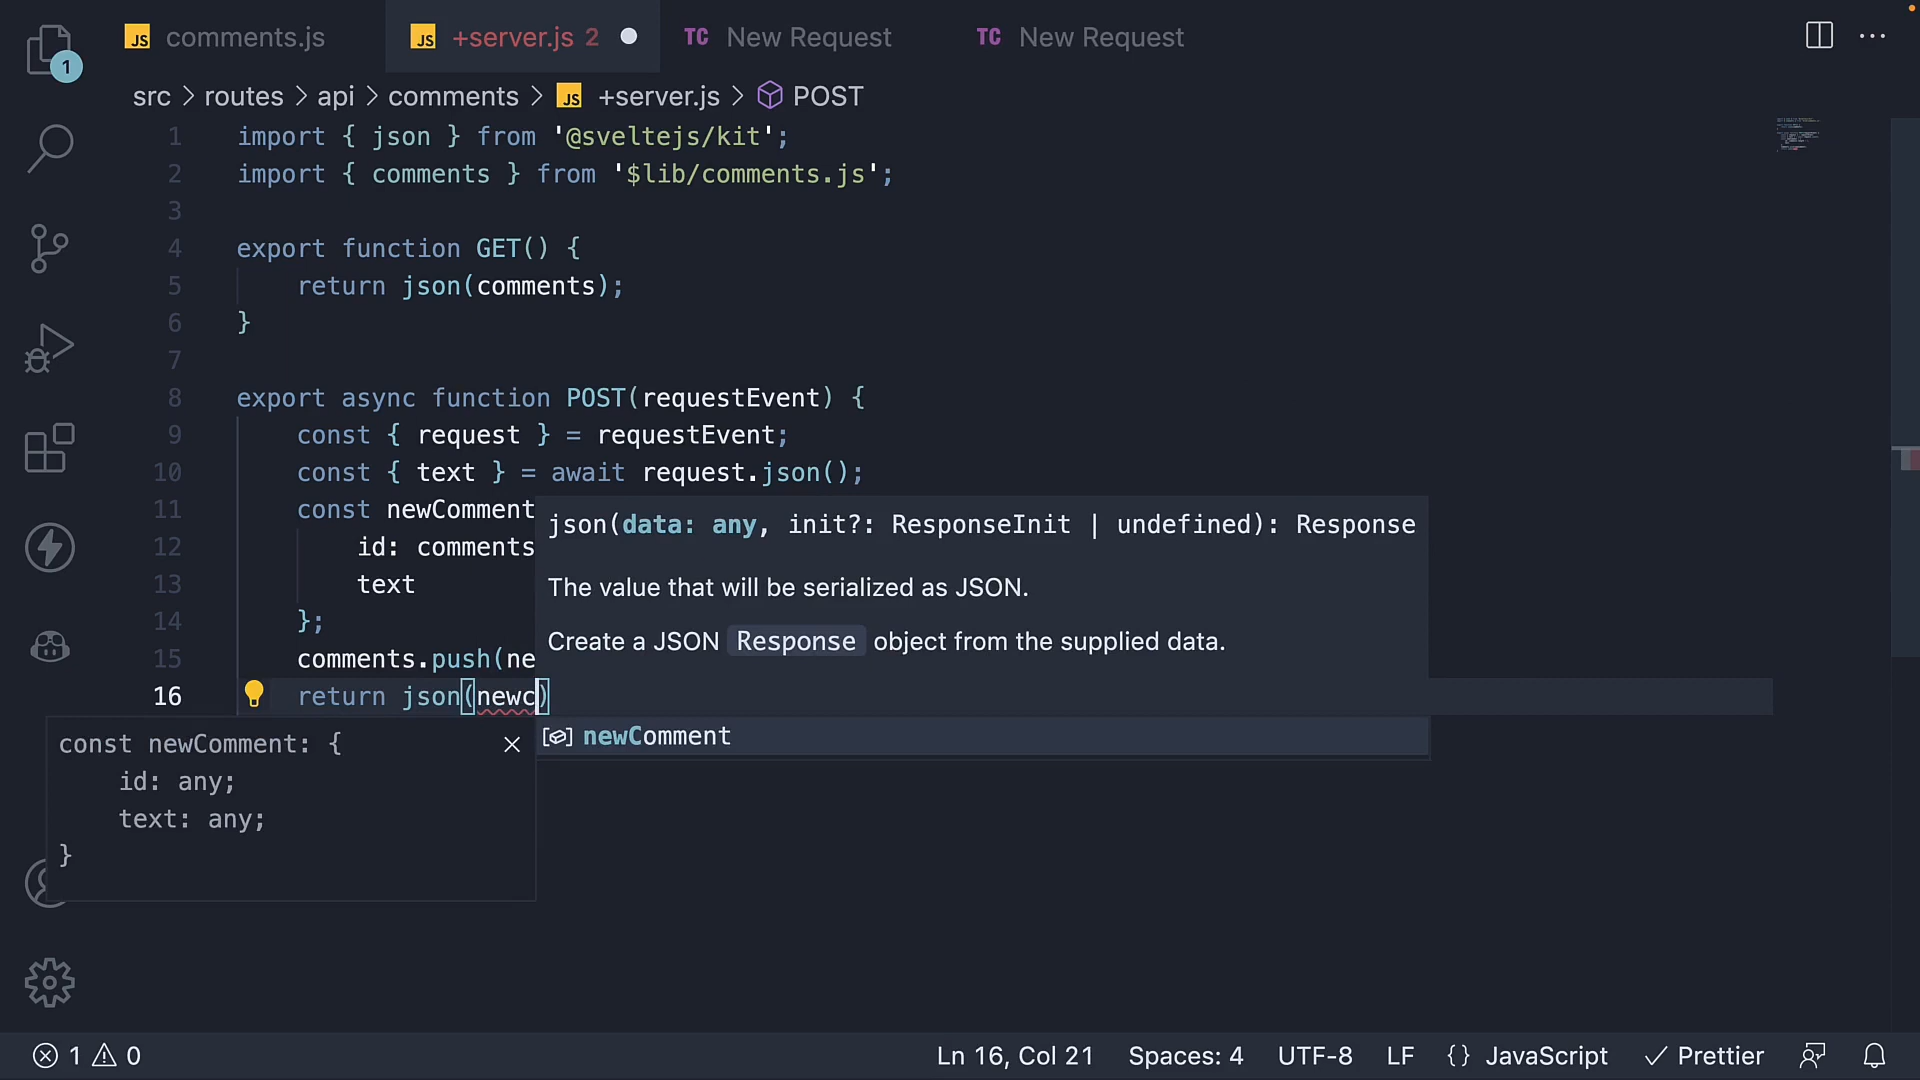 JS comments.js
JS +server.js 2
TC New Request
TC New Request
1
src > routes > api > comments > JS +server.js > POST
1 import { json } from '@sveltejs/kit';
2 import { comments } from '$lib/comments.js';
3
4 export function GET() {
5 return json(comments);
6 }
7
8 export async function POST(requestEvent) {
9 const { request } = requestEvent;
10 const { text } = await request.json();
11 const newComment
12 id: comments
13 text
14 };
15 comments.push(ne
16 return json(newc)
json(data: any, init?: ResponseInit | undefined): Response
The value that will be serialized as JSON.
Create a JSON Response object from the supplied data.
newComment
const newComment: {
id: any;
text: any;
}
1 0
Ln 16, Col 21
Spaces: 4
UTF-8
LF
{} JavaScript
Prettier